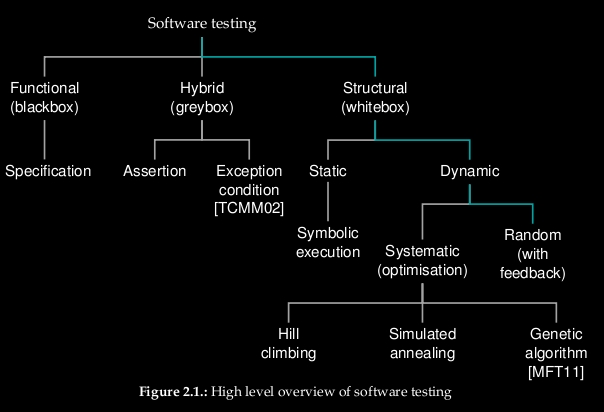 Software testing
Functional
(blackbox)
Hybrid
(greybox)
Structural
(whitebox)
Specification
Assertion
Exception
condition
[TCMM02]
Static
Dynamic
Symbolic
execution
Systematic
(optimisation)
Random
(with
feedback)
Hill
climbing
Simulated
annealing
Genetic
algorithm
[MFT11]
Figure 2.1.: High level overview of software testing